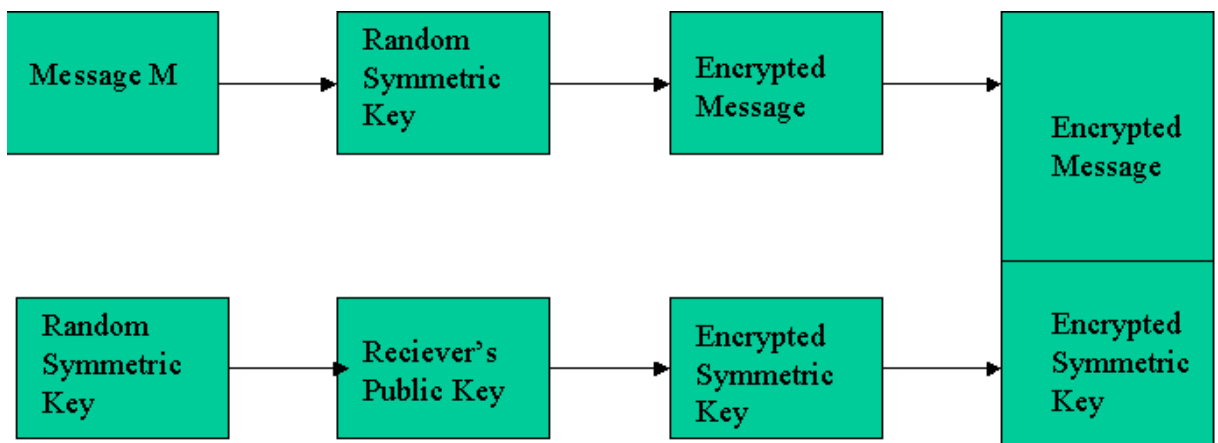 Message M
Random
Symmetric
Key
Encrypted
Message
Encrypted
Message
Random
Symmetric
Key
Reciever's
Public Key
Encrypted
Symmetric
Key
Encrypted
Symmetric
Key